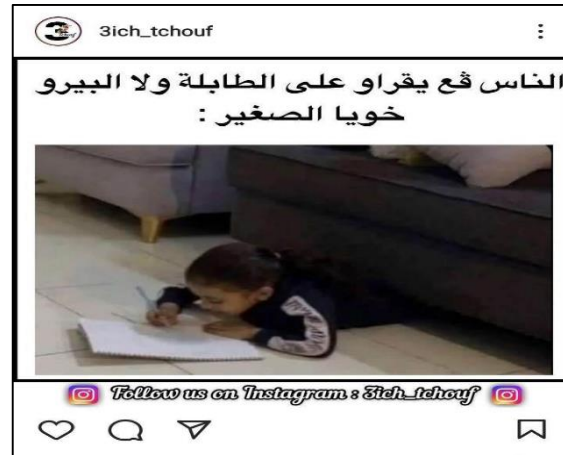 3ich_tchouf
الناس ڨع يقراو على الطابلة ولا البيرو
خويا الصغير :
Follow us on Instagram : 3ich_tchouf